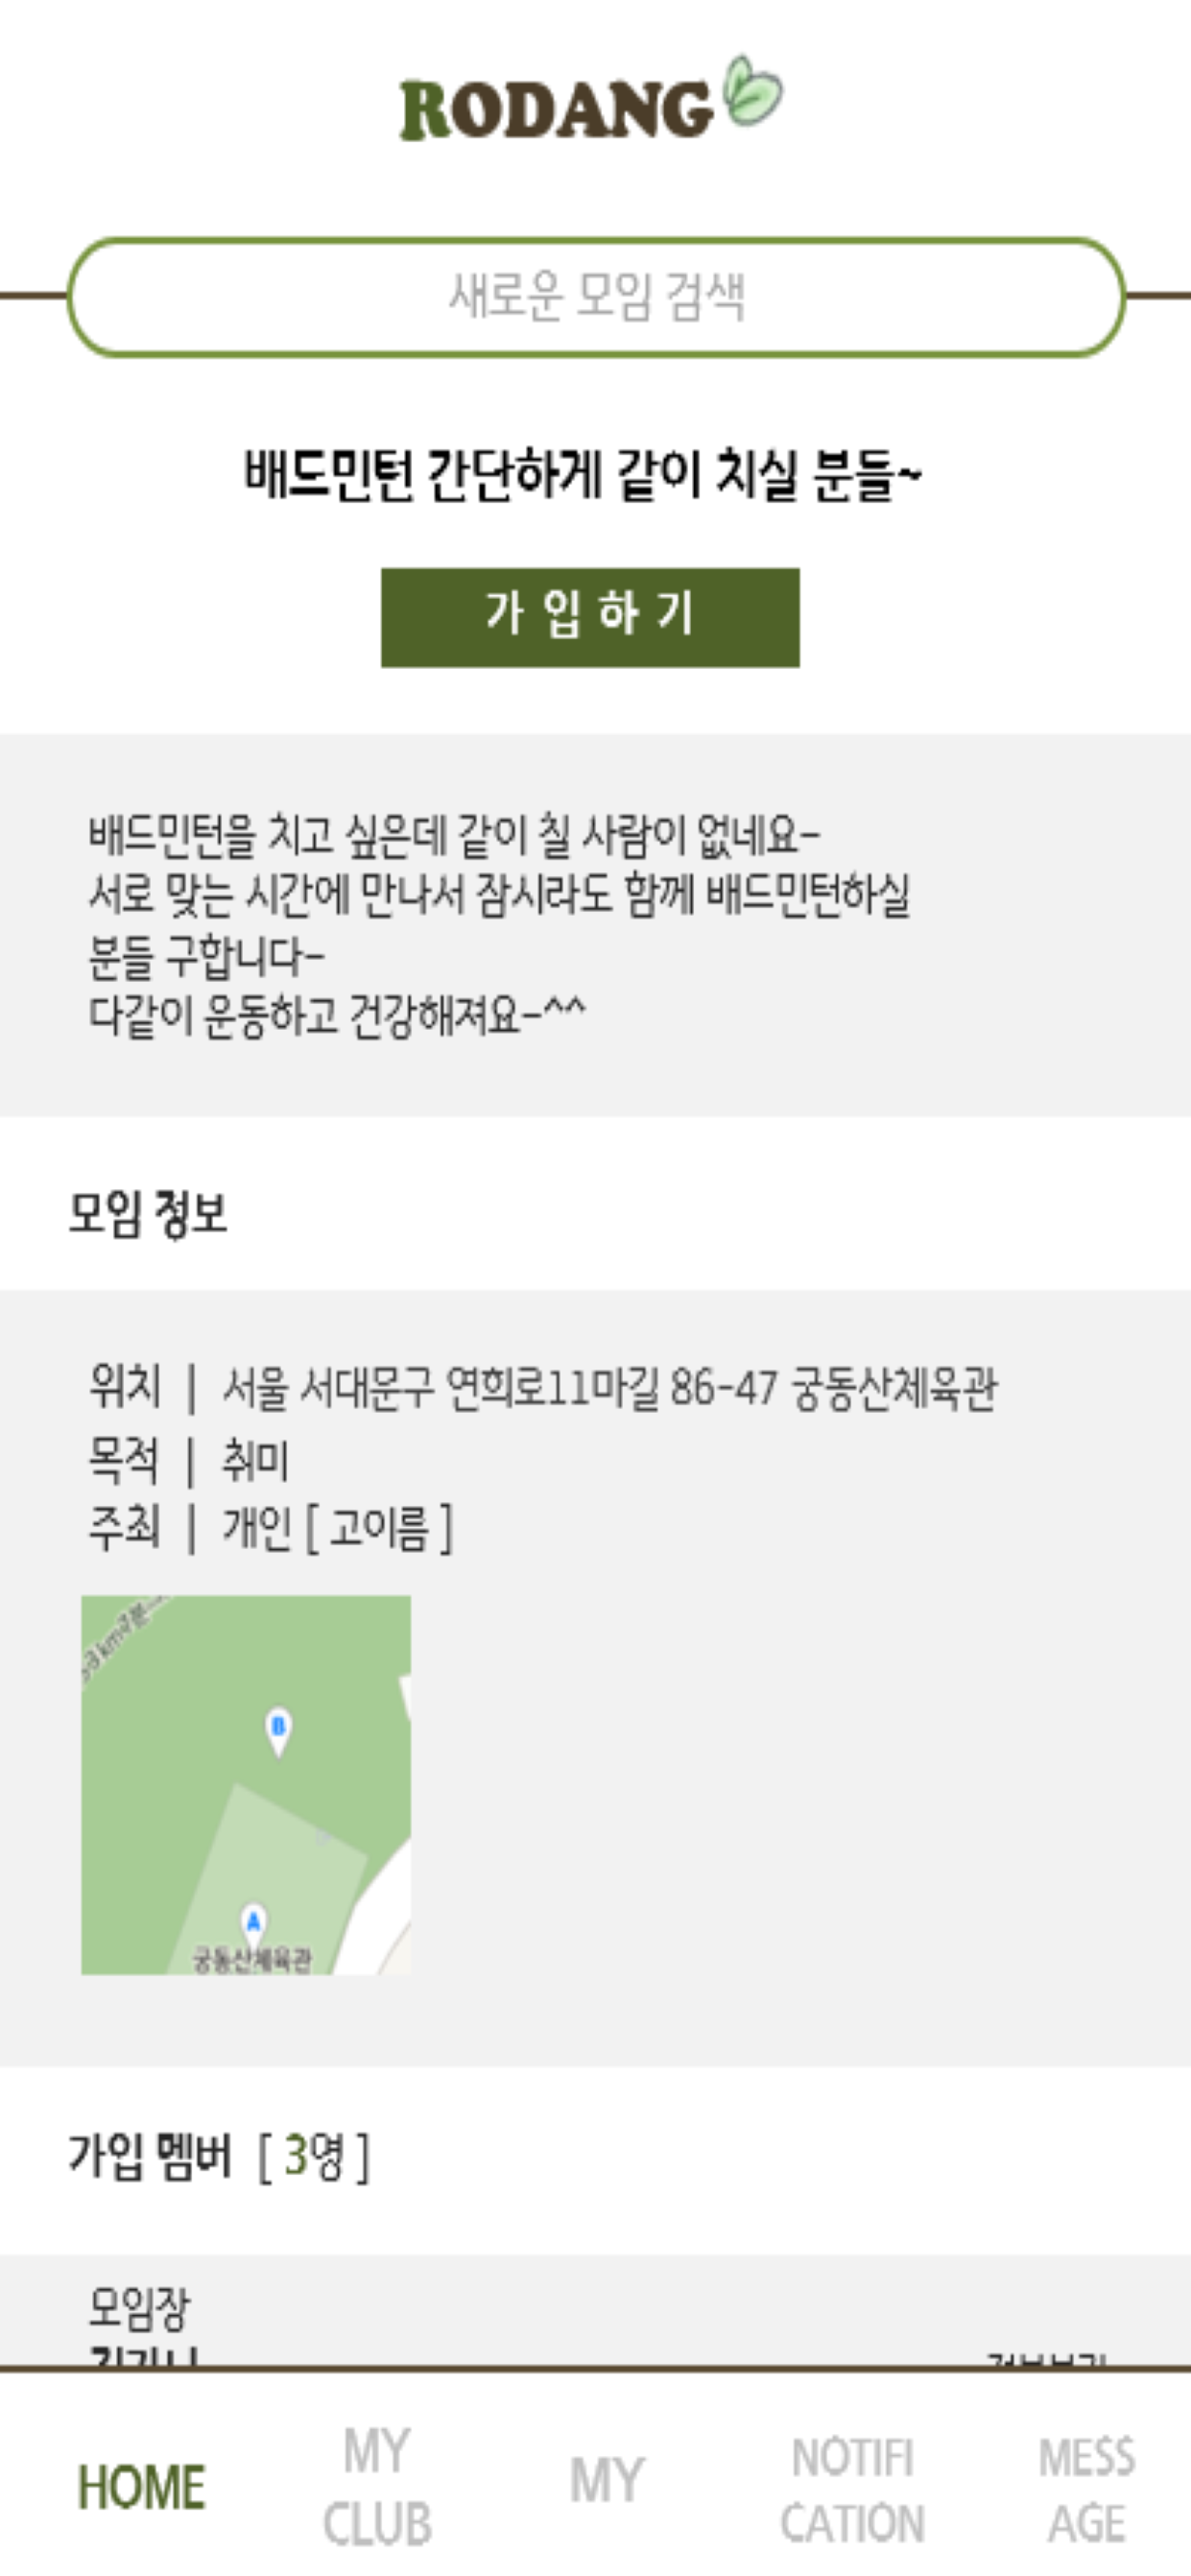 RODANG
새로운 모임 검색
배드민턴 간단하게 같이 치실 분들~
가입하기
배드민턴을 치고 싶은데 같이 칠 사람이 없네요-
서로 맞는 시간에 만나서 잠시라도 함께 배드민턴하실
분들 구합니다-
다같이 운동하고 건강해져요-^^
모임 정보
위치 | 서울 서대문구 연희로11마길 86-47 궁동산체육관
목적 | 취미
주최 | 개인 [ 고이름 ]
B
A
궁동산체육관
가입 멤버 [ 3명 ]
모임장
HOME
MY
CLUB
MY
NOTIFI
CATION
MESS
AGE